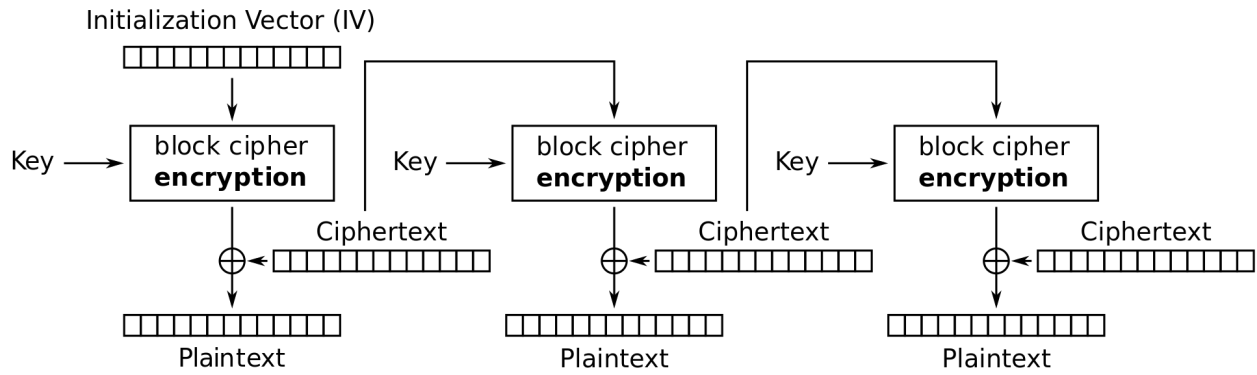 Initialization Vector (IV)
Key
block cipher
encryption
Ciphertext
Plaintext
Key
block cipher
encryption
Ciphertext
Plaintext
Key
block cipher
encryption
Ciphertext
Plaintext